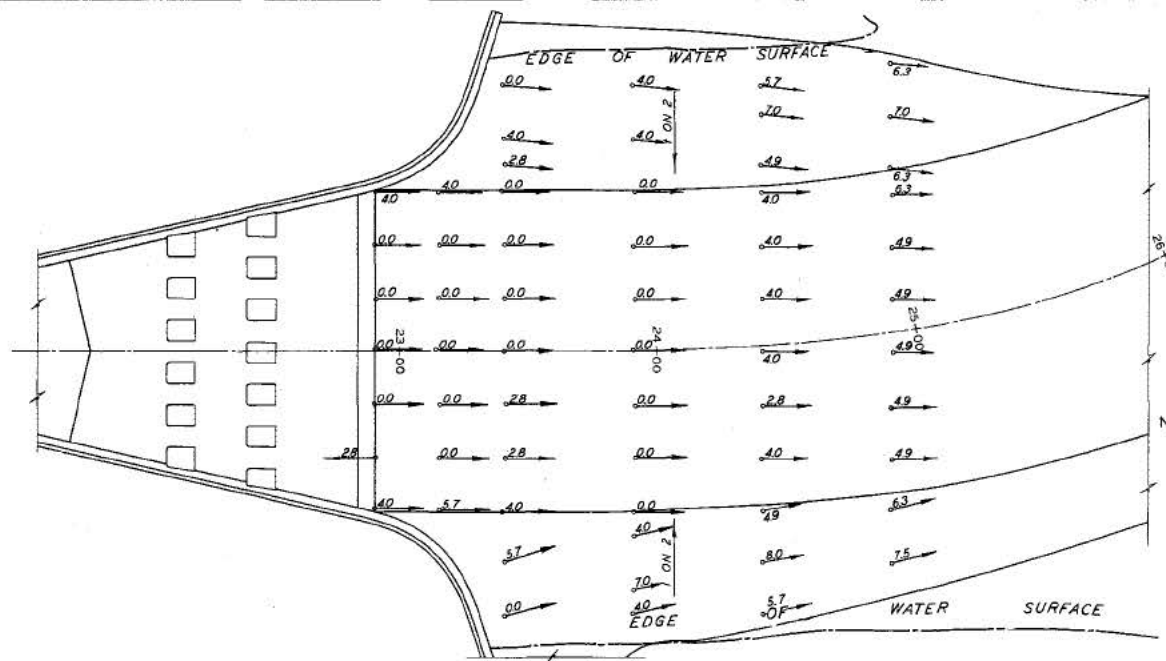 EDGE OF WATER SURFACE
6.3
0.0 4.0 5.7
7.0 7.0
1 ON 2
4.0 4.0
2.8 4.9 6.3
4.0 4.0 0.0 0.0 4.0 6.3
0.0 0.0 0.0 0.0 4.0 4.9
26+
0.0 0.0 0.0 0.0 4.0 4.9
23+00 24+00 25+00
0.0 0.0 0.0 0.0 4.0 4.9
0.0 0.0 2.8 0.0 2.8 4.9
2.8 0.0 2.8 0.0 4.0 4.9
4.0 5.7 4.0 0.0 4.9 6.3
4.0
1 ON 2
5.7 8.0 7.5
7.0
0.0 4.0 5.7
EDGE OF WATER SURFACE